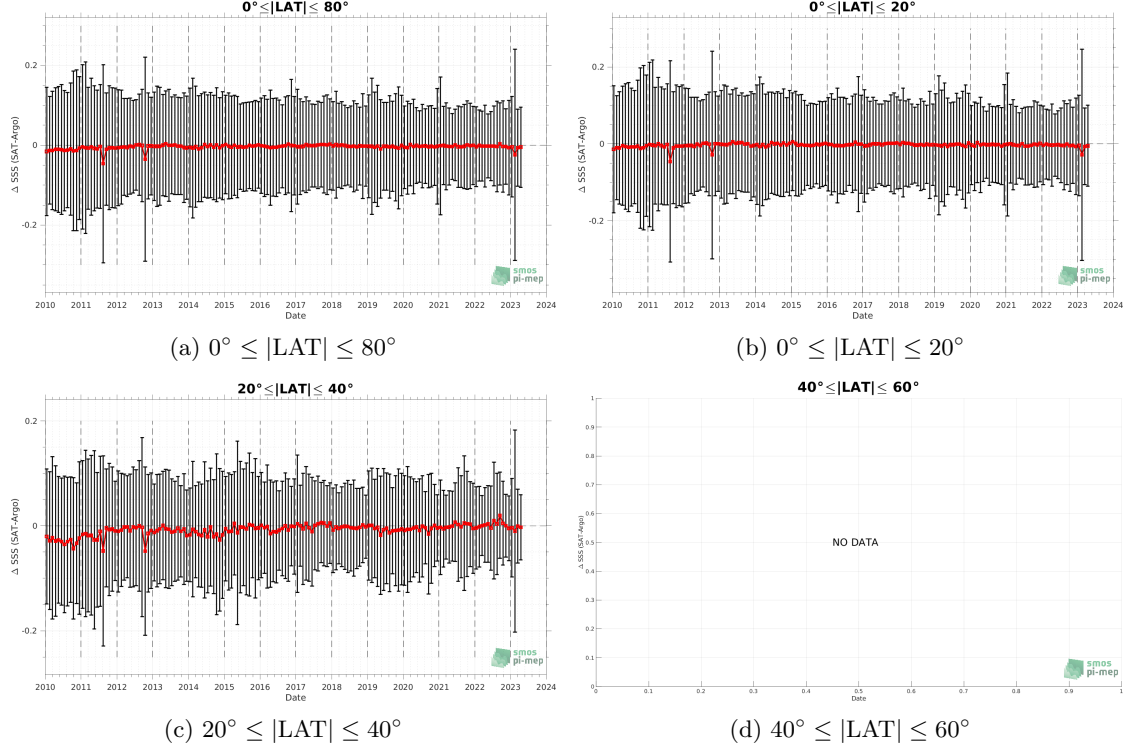 0°≤|LAT|≤ 80°
0.2
0
-0.2
Δ SSS (SAT-Argo)
smos
pi-mep
2010 2011 2012 2013 2014 2015 2016 2017 2018 2019 2020 2021 2022 2023 2024
Date
(a) 0° ≤ |LAT| ≤ 80°
0°≤|LAT|≤ 20°
0.2
0
-0.2
Δ SSS (SAT-Argo)
smos
pi-mep
2010 2011 2012 2013 2014 2015 2016 2017 2018 2019 2020 2021 2022 2023 2024
Date
(b) 0° ≤ |LAT| ≤ 20°
20°≤|LAT|≤ 40°
0.2
0
-0.2
Δ SSS (SAT-Argo)
smos
pi-mep
2010 2011 2012 2013 2014 2015 2016 2017 2018 2019 2020 2021 2022 2023 2024
Date
(c) 20° ≤ |LAT| ≤ 40°
40°≤|LAT|≤ 60°
1
0.9
0.8
0.7
0.6
0.5
0.4
0.3
0.2
0.1
0
Δ SSS (SAT-Argo)
NO DATA
smos
pi-mep
0 0.1 0.2 0.3 0.4 0.5 0.6 0.7 0.8 0.9 1
Date
(d) 40° ≤ |LAT| ≤ 60°